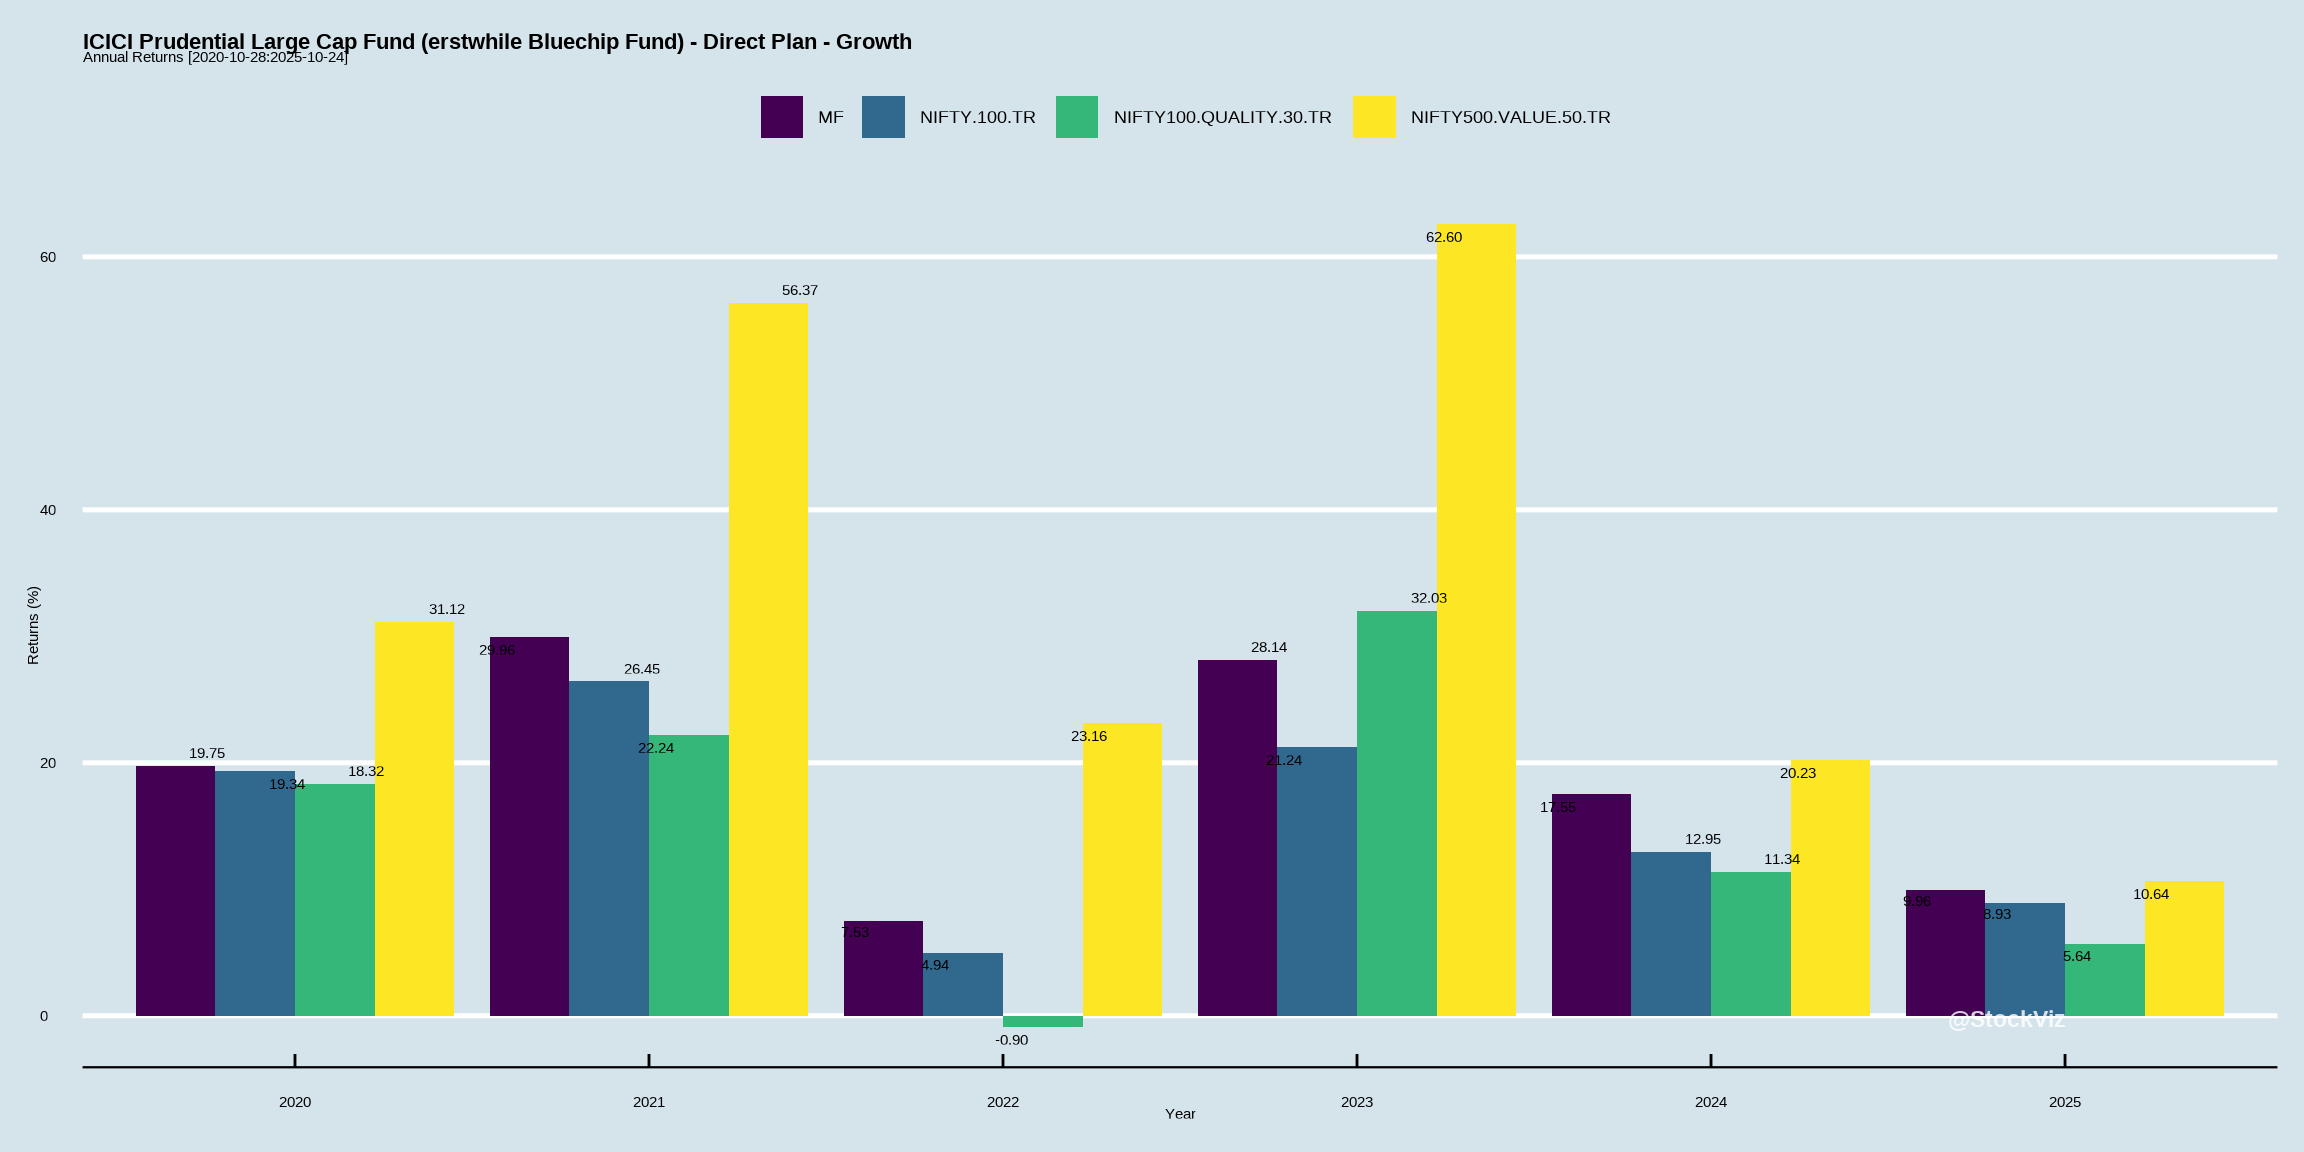 ICICI Prudential Large Cap Fund (erstwhile Bluechip Fund) - Direct Plan - Growth
Annual Returns [2020-10-28:2025-10-24]
MF NIFTY.100.TR NIFTY100.QUALITY.30.TR NIFTY500.VALUE.50.TR
Returns (%)
60
40
20
0
19.75 19.34 18.32 31.12
29.96 26.45 22.24 56.37
7.53 4.94 -0.90 23.16
28.14 21.24 32.03 62.60
17.55 12.95 11.34 20.23
9.96 8.93 5.64 10.64
@StockViz
2020 2021 2022 2023 2024 2025
Year